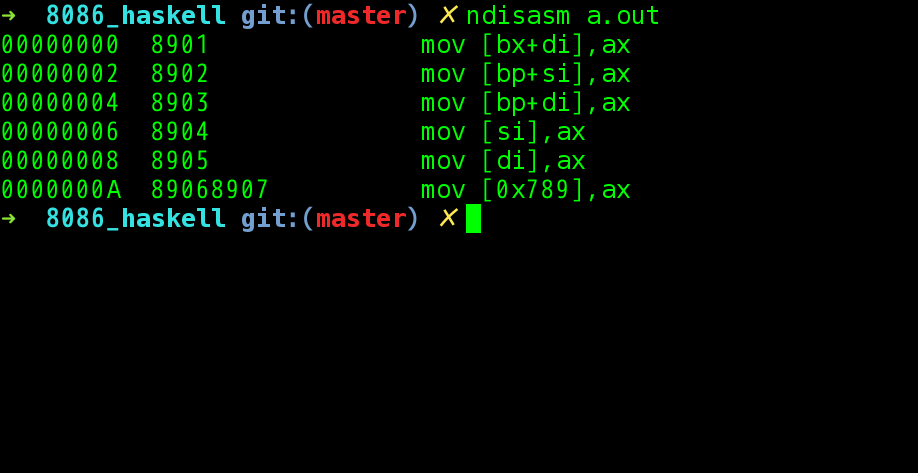 ➜  8086_haskell git:(master) ✗ ndisasm a.out
00000000  8901              mov [bx+di],ax
00000002  8902              mov [bp+si],ax
00000004  8903              mov [bp+di],ax
00000006  8904              mov [si],ax
00000008  8905              mov [di],ax
0000000A  89068907          mov [0x789],ax
➜  8086_haskell git:(master) ✗